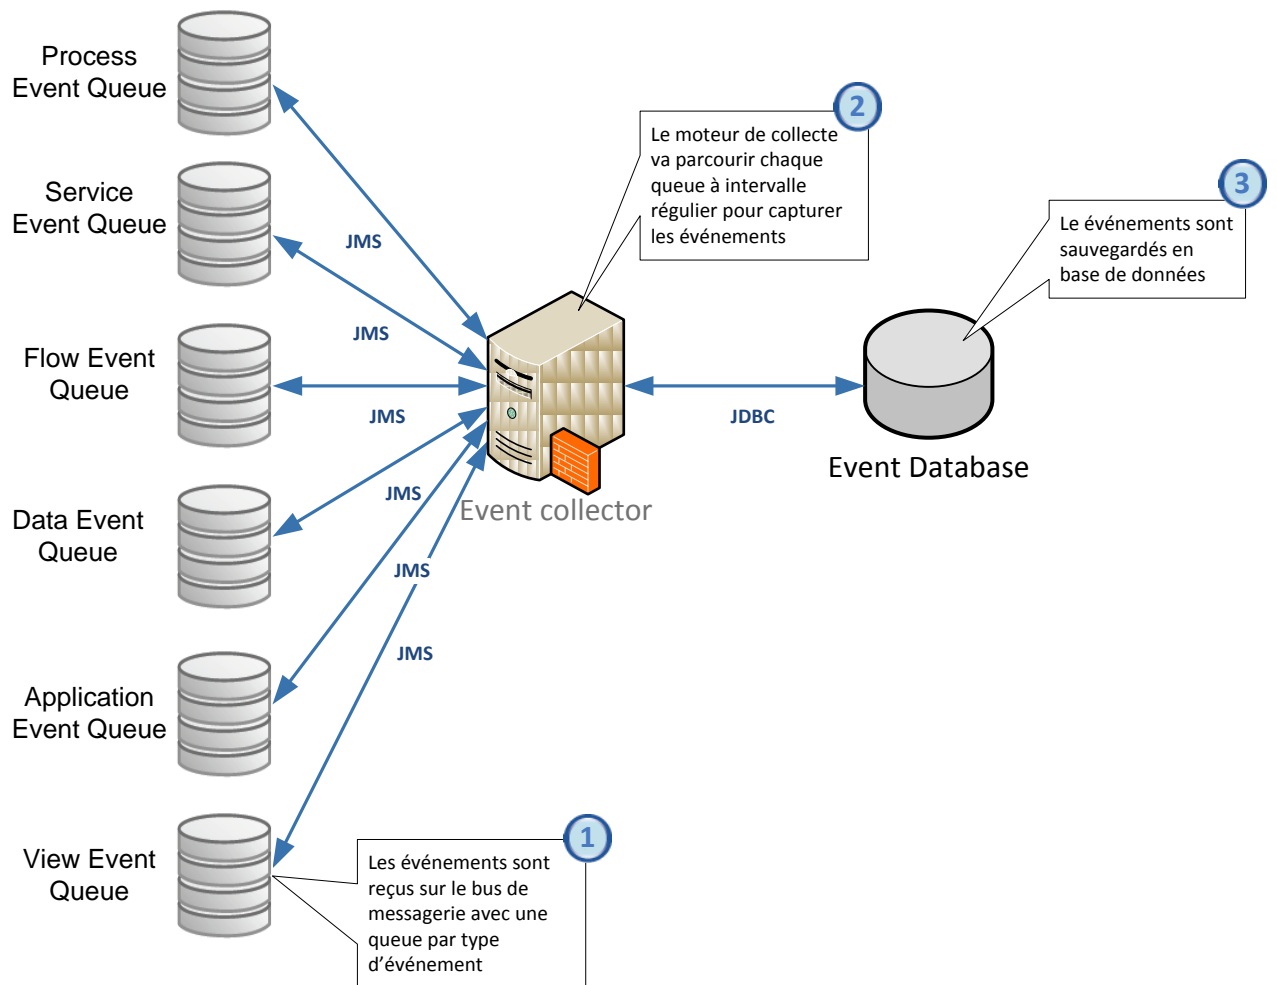 Process
Event Queue
Service
Event Queue
Flow Event
Queue
Data Event
Queue
Application
Event Queue
View Event
Queue
JMS
JMS
JMS
JMS
JMS
JMS
2
Le moteur de collecte
va parcourir chaque
queue à intervalle
régulier pour capturer
les événements
3
Le événements sont
sauvegardés en
base de données
JDBC
Event collector
Event Database
1
Les événements sont
reçus sur le bus de
messagerie avec une
queue par type
d’événement